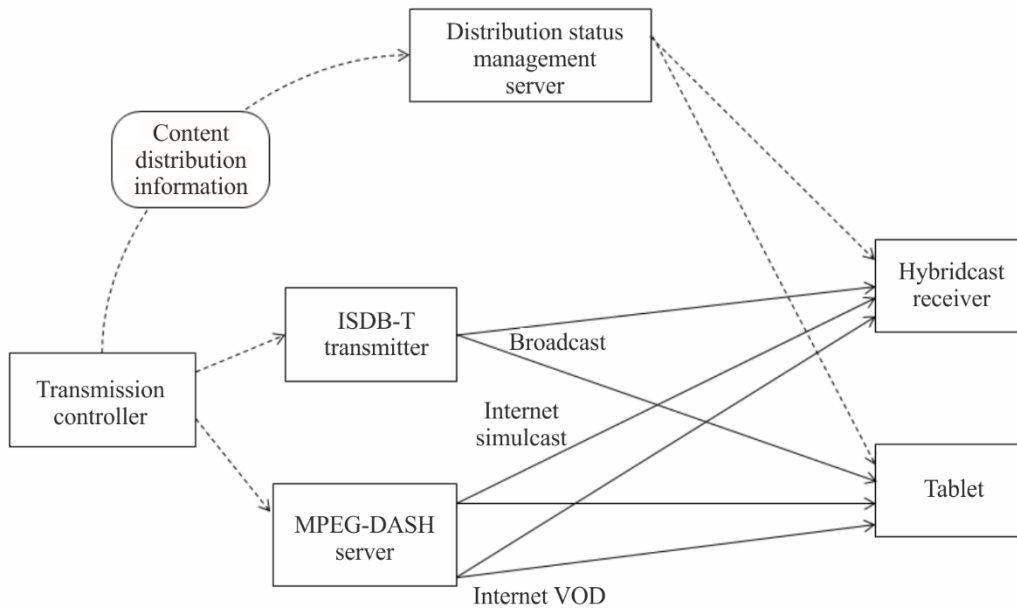 Distribution status
management
server
Content
distribution
information
Hybridcast
receiver
ISDB-T
transmitter
Broadcast
Transmission
controller
Internet
simulcast
Tablet
MPEG-DASH
server
Internet VOD